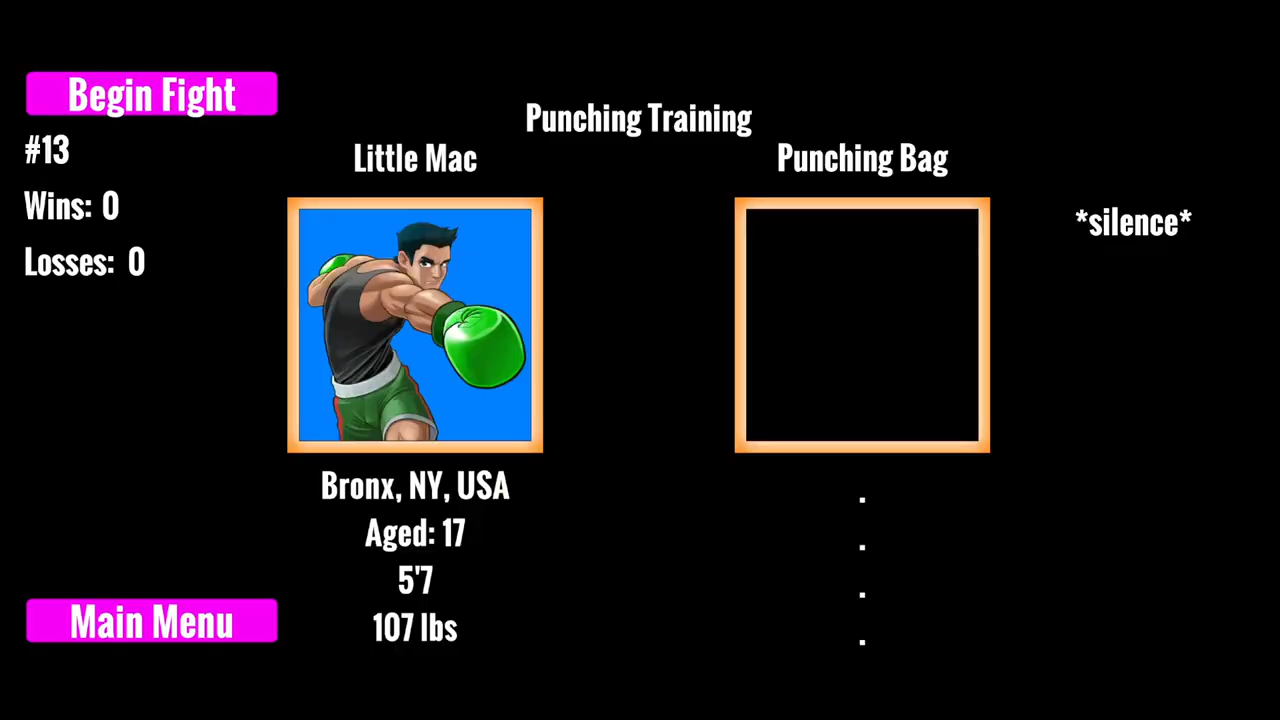 Begin Fight
#13
Wins: 0
Losses: 0
Punching Training
Little Mac
Punching Bag
*silence*
Bronx, NY, USA
Aged: 17
5'7
107 lbs
.
.
.
.
Main Menu